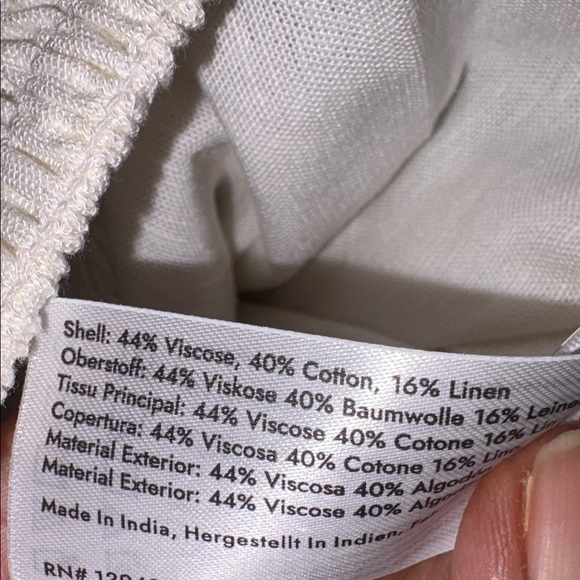 Shell: 44% Viscose, 40% Cotton, 16% Linen
Oberstoff: 44% Viskose 40% Baumwolle 16%
Tissu Principal: 44% Viscose 40% Cotone 16%
Copertura: 44% Viscosa 40% Cotone 16%
Material Exterior: 44% Viscosa 40%
Material Exterior: 44% Viscose 40%
Made In India, Hergestellt In Indien,
RN#